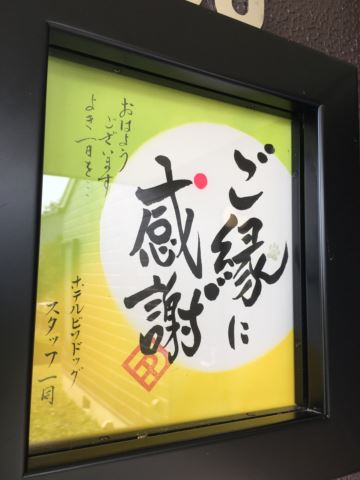 ご縁に
感謝
おはよう
ございます
よき一日を…
ホテルビッドッグ
スタッフ一同